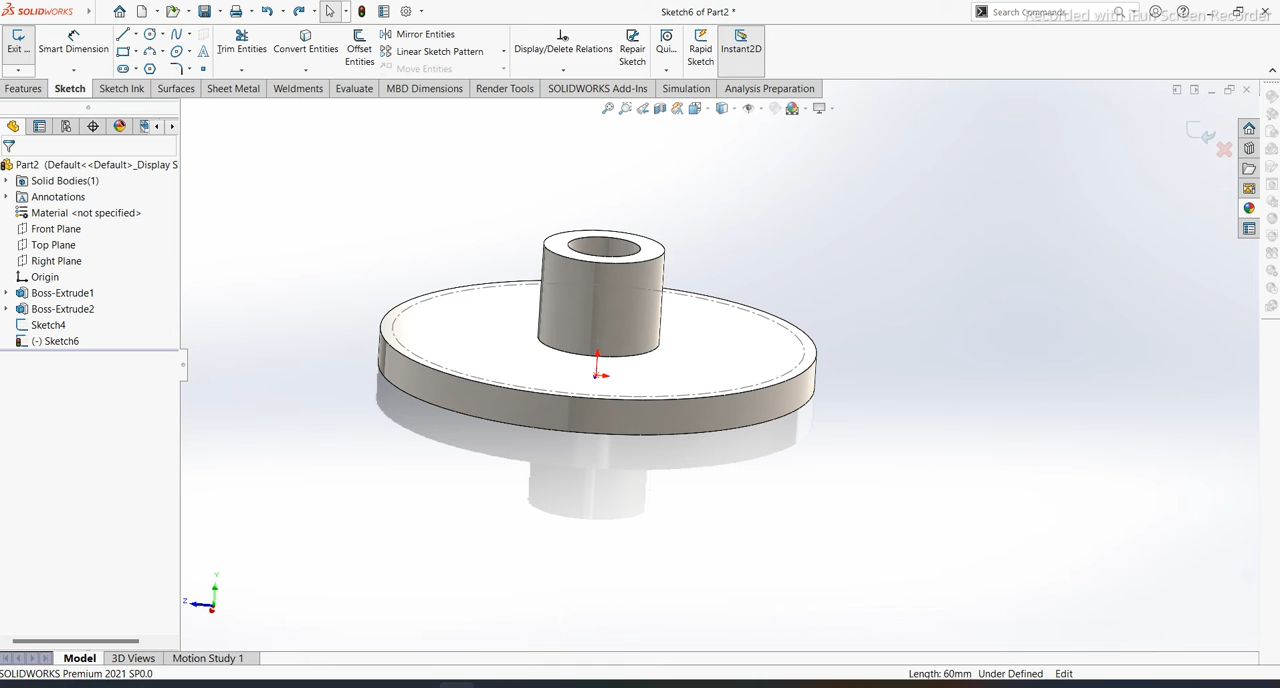 SOLIDWORKS
Sketch6 of Part2 *
Search Commands
Recorded with iFun Screen Recorder
Exit ...
Smart Dimension
Trim Entities
Convert Entities
Offset Entities
Mirror Entities
Linear Sketch Pattern
Move Entities
Display/Delete Relations
Repair Sketch
Qui...
Rapid Sketch
Instant2D
Features
Sketch
Sketch Ink
Surfaces
Sheet Metal
Weldments
Evaluate
MBD Dimensions
Render Tools
SOLIDWORKS Add-Ins
Simulation
Analysis Preparation
Part2 (Default<<Default>_Display S
Solid Bodies(1)
Annotations
Material <not specified>
Front Plane
Top Plane
Right Plane
Origin
Boss-Extrude1
Boss-Extrude2
Sketch4
(-) Sketch6
Y
Z
Model
3D Views
Motion Study 1
SOLIDWORKS Premium 2021 SP0.0
Length: 60mm
Under Defined
Edit